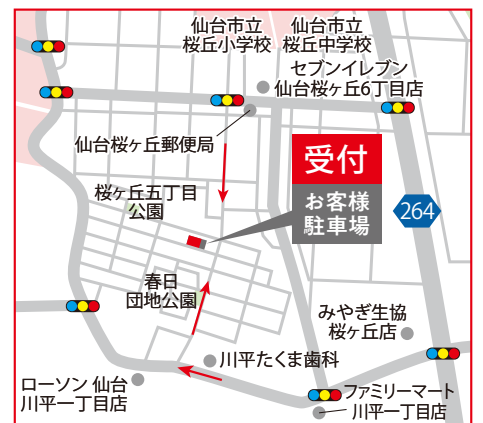 仙台市立
桜丘小学校
仙台市立
桜丘中学校
セブンイレブン
仙台桜ヶ丘6丁目店
仙台桜ヶ丘郵便局
受付
お客様
駐車場
桜ヶ丘五丁目
公園
264
春日
団地公園
みやぎ生協
桜ヶ丘店
川平たくま歯科
ローソン 仙台
川平一丁目店
ファミリーマート
川平一丁目店